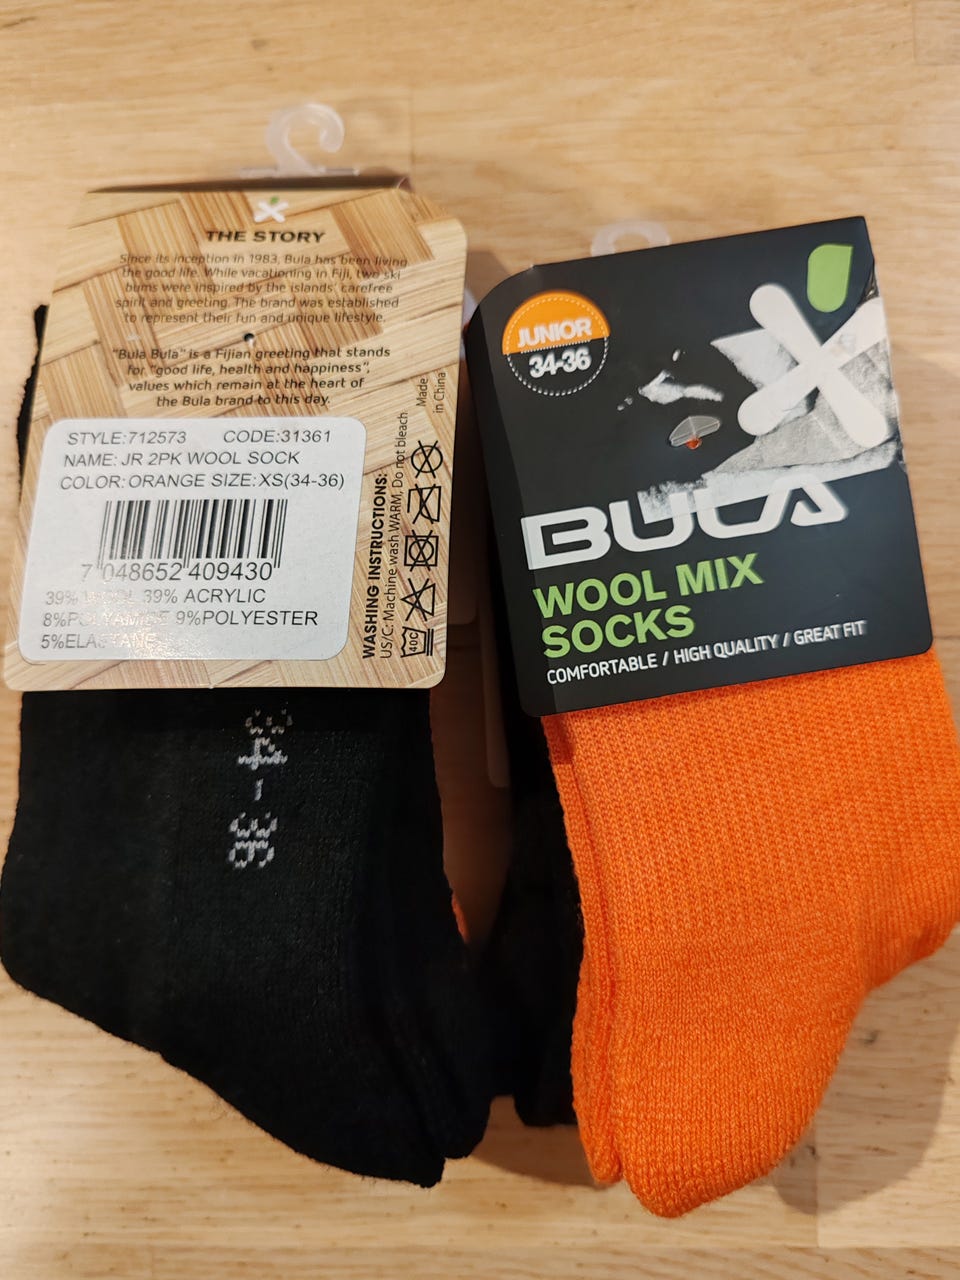 THE STORY
Since its inception in 1983, Bula has been living
the good life. While vacationing in Fiji, two ski
bums were inspired by the islands' carefree
spirit and greeting. The brand was established
to represent their fun and unique lifestyle.
"Bula Bula" is a Fijian greeting that stands
for "good life, health and happiness",
values which remain at the heart of
the Bula brand to this day.
STYLE:712573 CODE:31361
NAME: JR 2PK WOOL SOCK
COLOR: ORANGE SIZE: XS(34-36)
7 048652 409430
39% WOOL 39% ACRYLIC
8%POLYAMIDE 9%POLYESTER
5%ELASTANE
WASHING INSTRUCTIONS:
US/C: Machine wash WARM, Do not bleach
40C
Made
in China
34-36
JUNIOR
34-36
BULA
WOOL MIX
SOCKS
COMFORTABLE / HIGH QUALITY / GREAT FIT